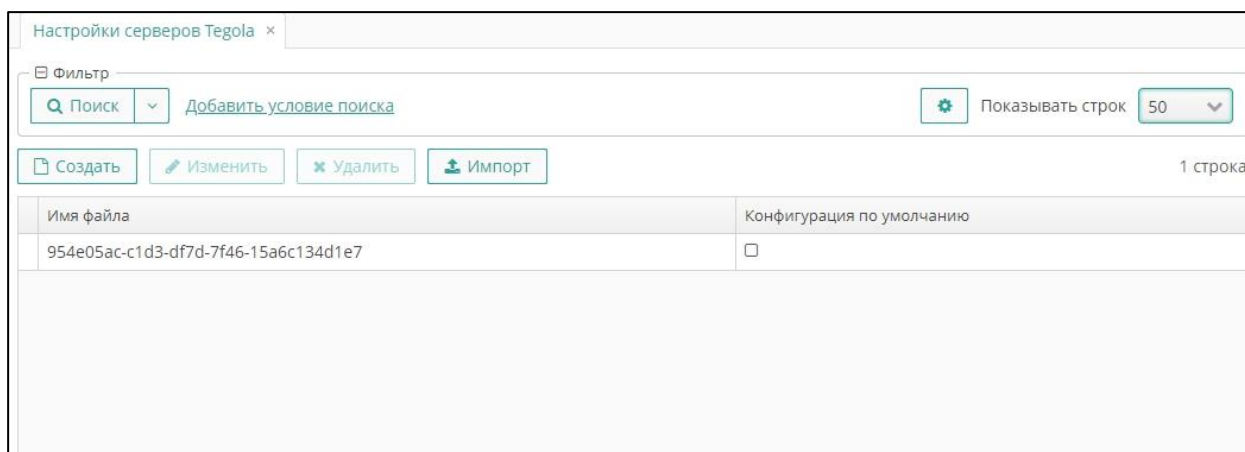 Настройки серверов Tegola ×
Фильтр
Поиск Добавить условие поиска Показывать строк 50
Создать Изменить Удалить Импорт 1 строка
Имя файла Конфигурация по умолчанию
954e05ac-c1d3-df7d-7f46-15a6c134d1e7